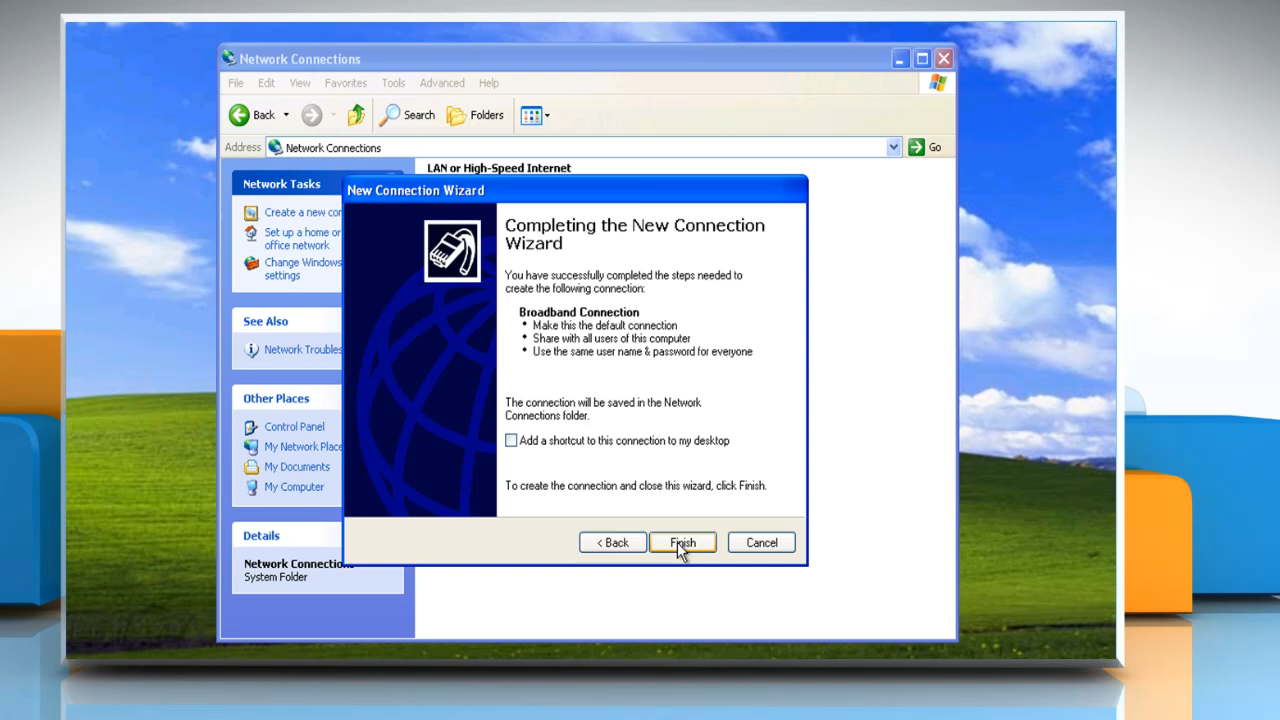 Network Connections
File Edit View Favorites Tools Advanced Help
Back Search Folders
Address Network Connections Go
LAN or High-Speed Internet
Network Tasks
Create a new con
Set up a home or
office network
Change Windows
settings
See Also
Network Troubles
Other Places
Control Panel
My Network Place
My Documents
My Computer
Details
Network Connection
System Folder
New Connection Wizard
Completing the New Connection
Wizard
You have successfully completed the steps needed to
create the following connection:
Broadband Connection
• Make this the default connection
• Share with all users of this computer
• Use the same user name & password for everyone
The connection will be saved in the Network
Connections folder.
Add a shortcut to this connection to my desktop
To create the connection and close this wizard, click Finish.
< Back Finish Cancel